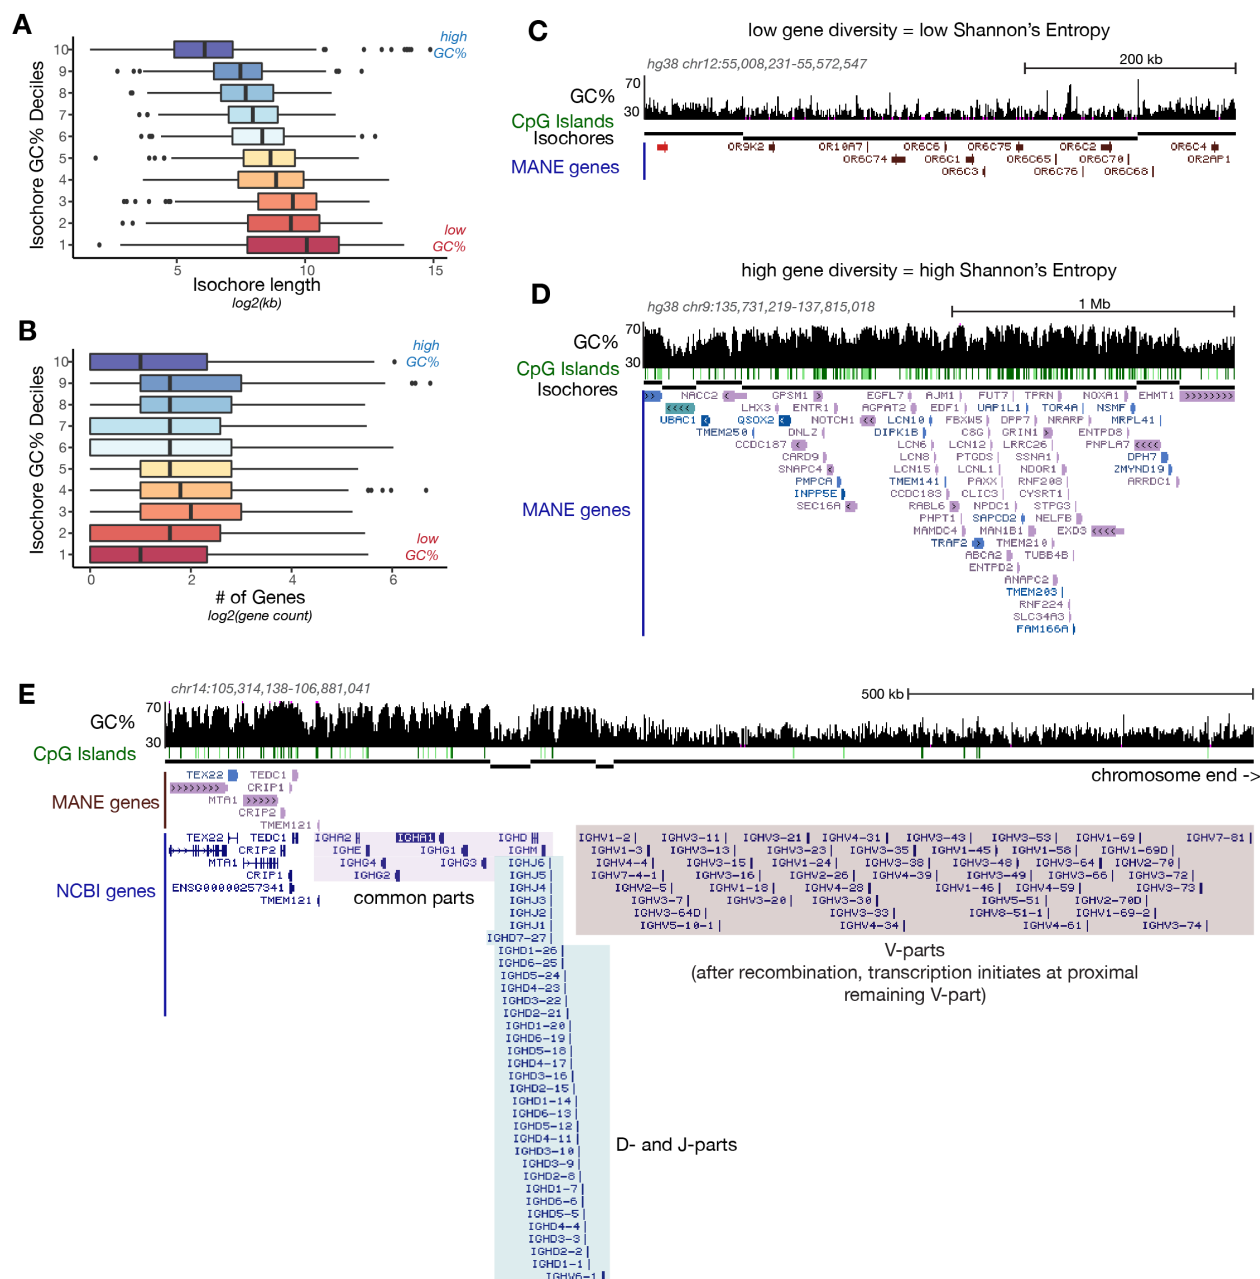 A
high
GC%
low
GC%
Isochore GC% Deciles
10
9
8
7
6
5
4
3
2
1
5
10
15
Isochore length
log2(kb)
B
high
GC%
low
GC%
Isochore GC% Deciles
10
9
8
7
6
5
4
3
2
1
0
2
4
6
# of Genes
log2(gene count)
C
low gene diversity = low Shannon's Entropy
hg38 chr12:55,008,231-55,572,547
200 kb
70
GC%
30
CpG Islands
Isochores
MANE genes
OR9K2 OR10A7 OR6C6 OR6C75 OR6C2 OR6C4
OR6C74 OR6C1 OR6C65 OR6C70 OR2AP1
OR6C3 OR6C76 OR6C68
D
high gene diversity = high Shannon's Entropy
hg38 chr9:135,731,219-137,815,018
1 Mb
70
GC%
30
CpG Islands
Isochores
MANE genes
NACC2 GPSM1 EGFL7 AJM1 FUT7 TPRN NOXA1 EHMT1
LHX3 ENTR1 AGPAT2 EDF1 UAP1L1 TOR4A NSMF
UBAC1 QSOX2 NOTCH1 LCN10 FBXW5 DPP7 NRARP MRPL41
TMEM250 DNLZ DIPK1B C8G GRIN1 ENTPD8
CCDC187 LCN6 LCN12 LRRC26 PNPLA7
CARD9 LCN8 PTGDS SSNA1 DPH7
SNAPC4 LCN15 LCNL1 NDOR1 ZMYND19
PMPCA TMEM141 PAXX RNF208 ARRDC1
INPP5E CCDC183 CLIC3 CYSRT1
SEC16A RABL6 NPDC1 STPG3
PHPT1 SAPCD2 NELFB
MAMDC4 MAN1B1 EXD3
TRAF2 TMEM210
ABCA2 TUBB4B
ENTPD2
ANAPC2
TMEM203
RNF224
SLC34A3
FAM166A
E
chr14:105,314,138-106,881,041
500 kb
70
GC%
30
CpG Islands
chromosome end ->
MANE genes
TEX22 TEDC1
CRIP1
MTA1
CRIP2
TMEM121
NCBI genes
TEX22 TEDC1 IGHA2 IGHA1 IGHD
CRIP2 IGHE IGHG1 IGHM
MTA1 IGHG4 IGHG3 IGHJ6
CRIP1 IGHG2 IGHJ5
ENSG00000257341 IGHJ4
TMEM121 IGHJ3
common parts
IGHJ2
IGHJ1
IGHD7-27
IGHD1-26
IGHD6-25
IGHD5-24
IGHD4-23
IGHD3-22
IGHD2-21
IGHD1-20
IGHD6-19
IGHD5-18
IGHD4-17
IGHD3-16
IGHD2-15
IGHD1-14
IGHD6-13
IGHD5-12
IGHD4-11
IGHD3-10
IGHD3-9
IGHD2-8
IGHD1-7
IGHD6-6
IGHD5-5
IGHD4-4
IGHD3-3
IGHD2-2
IGHD1-1
IGHV6-1
D- and J-parts
IGHV1-2 IGHV3-11 IGHV3-21 IGHV4-31 IGHV3-43 IGHV3-53 IGHV1-69 IGHV7-81
IGHV1-3 IGHV3-13 IGHV3-23 IGHV3-35 IGHV1-45 IGHV1-58 IGHV1-69D
IGHV4-4 IGHV3-15 IGHV1-24 IGHV3-38 IGHV3-48 IGHV3-64 IGHV2-70
IGHV7-4-1 IGHV3-16 IGHV2-26 IGHV4-39 IGHV3-49 IGHV3-66 IGHV3-72
IGHV2-5 IGHV1-18 IGHV4-28 IGHV1-46 IGHV4-59 IGHV3-73
IGHV3-7 IGHV3-20 IGHV3-30 IGHV5-51 IGHV2-70D
IGHV3-64D IGHV3-33 IGHV8-51-1 IGHV1-69-2
IGHV5-10-1 IGHV4-34 IGHV4-61 IGHV3-74
V-parts
(after recombination, transcription initiates at proximal
remaining V-part)